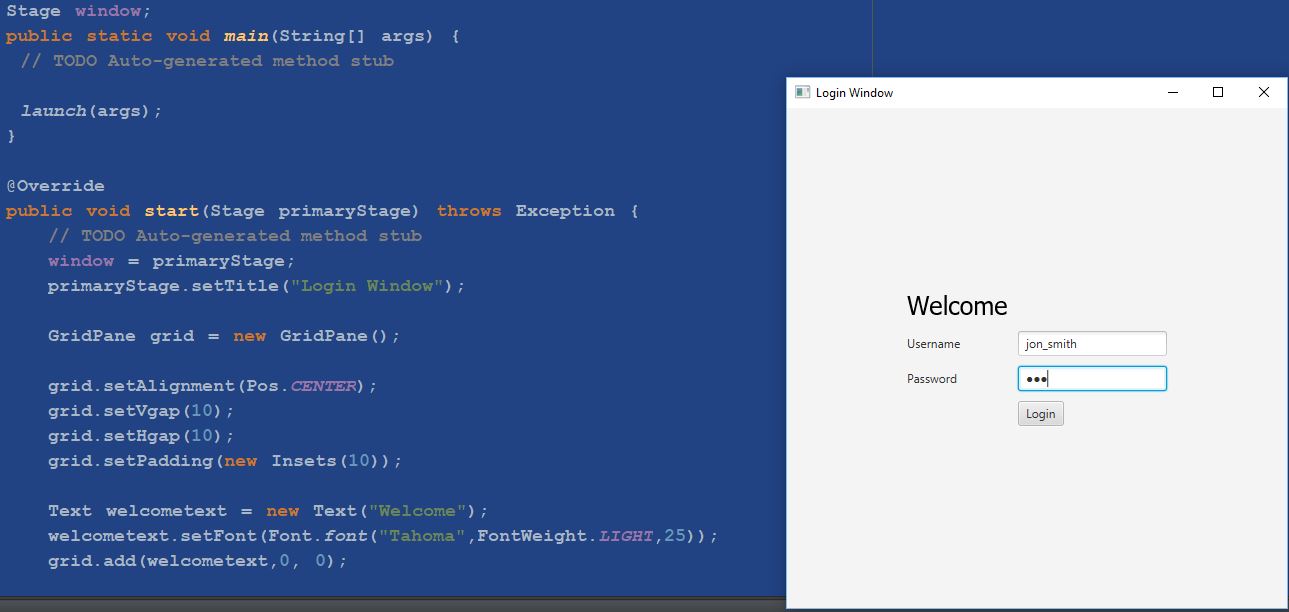 Stage window;
public static void main(String[] args) {
// TODO Auto-generated method stub
launch(args);
}
@Override
public void start(Stage primaryStage) throws Exception {
// TODO Auto-generated method stub
window = primaryStage;
primaryStage.setTitle("Login Window");
GridPane grid = new GridPane();
grid.setAlignment(Pos.CENTER);
grid.setVgap(10);
grid.setHgap(10);
grid.setPadding(new Insets(10));
Text welcometext = new Text("Welcome");
welcometext.setFont(Font.font("Tahoma",FontWeight.LIGHT,25));
grid.add(welcometext,0, 0);
Login Window
Welcome
Username jon_smith
Password •••
Login